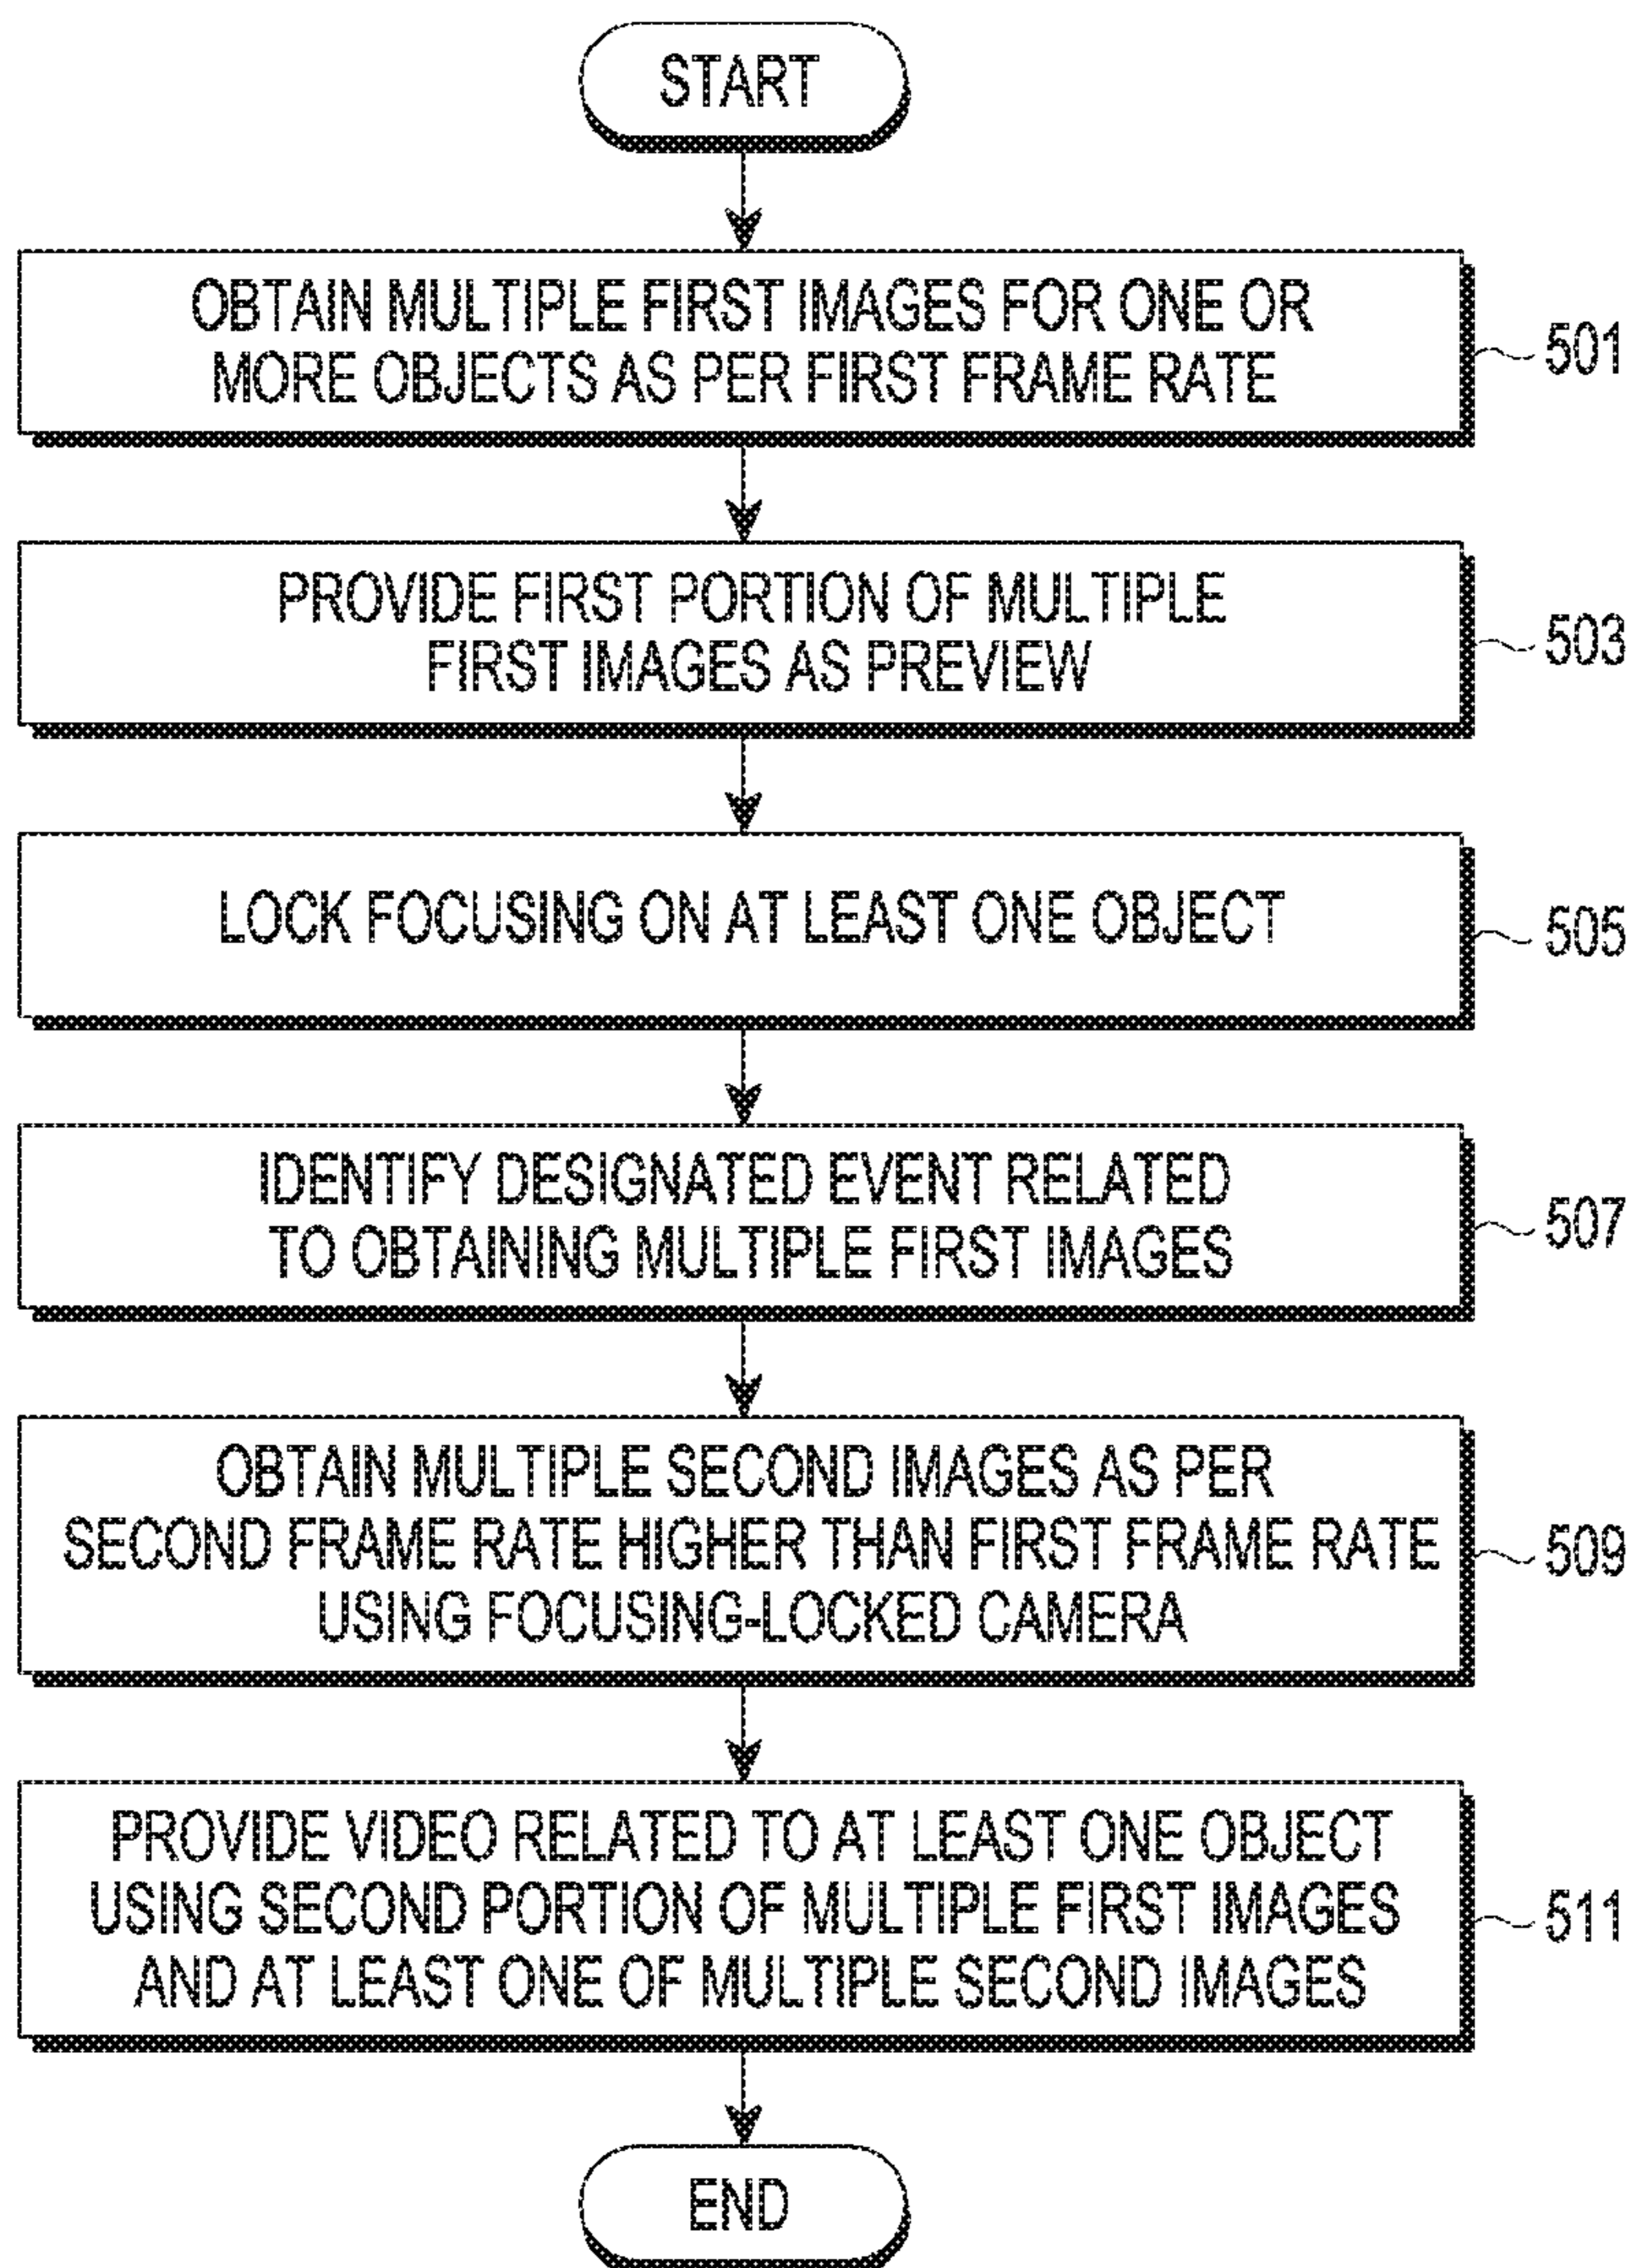 START
OBTAIN MULTIPLE FIRST IMAGES FOR ONE OR
MORE OBJECTS AS PER FIRST FRAME RATE
501
PROVIDE FIRST PORTION OF MULTIPLE
FIRST IMAGES AS PREVIEW
503
LOCK FOCUSING ON AT LEAST ONE OBJECT
505
IDENTIFY DESIGNATED EVENT RELATED
TO OBTAINING MULTIPLE FIRST IMAGES
507
OBTAIN MULTIPLE SECOND IMAGES AS PER
SECOND FRAME RATE HIGHER THAN FIRST FRAME RATE
USING FOCUSING-LOCKED CAMERA
509
PROVIDE VIDEO RELATED TO AT LEAST ONE OBJECT
USING SECOND PORTION OF MULTIPLE FIRST IMAGES
AND AT LEAST ONE OF MULTIPLE SECOND IMAGES
511
END